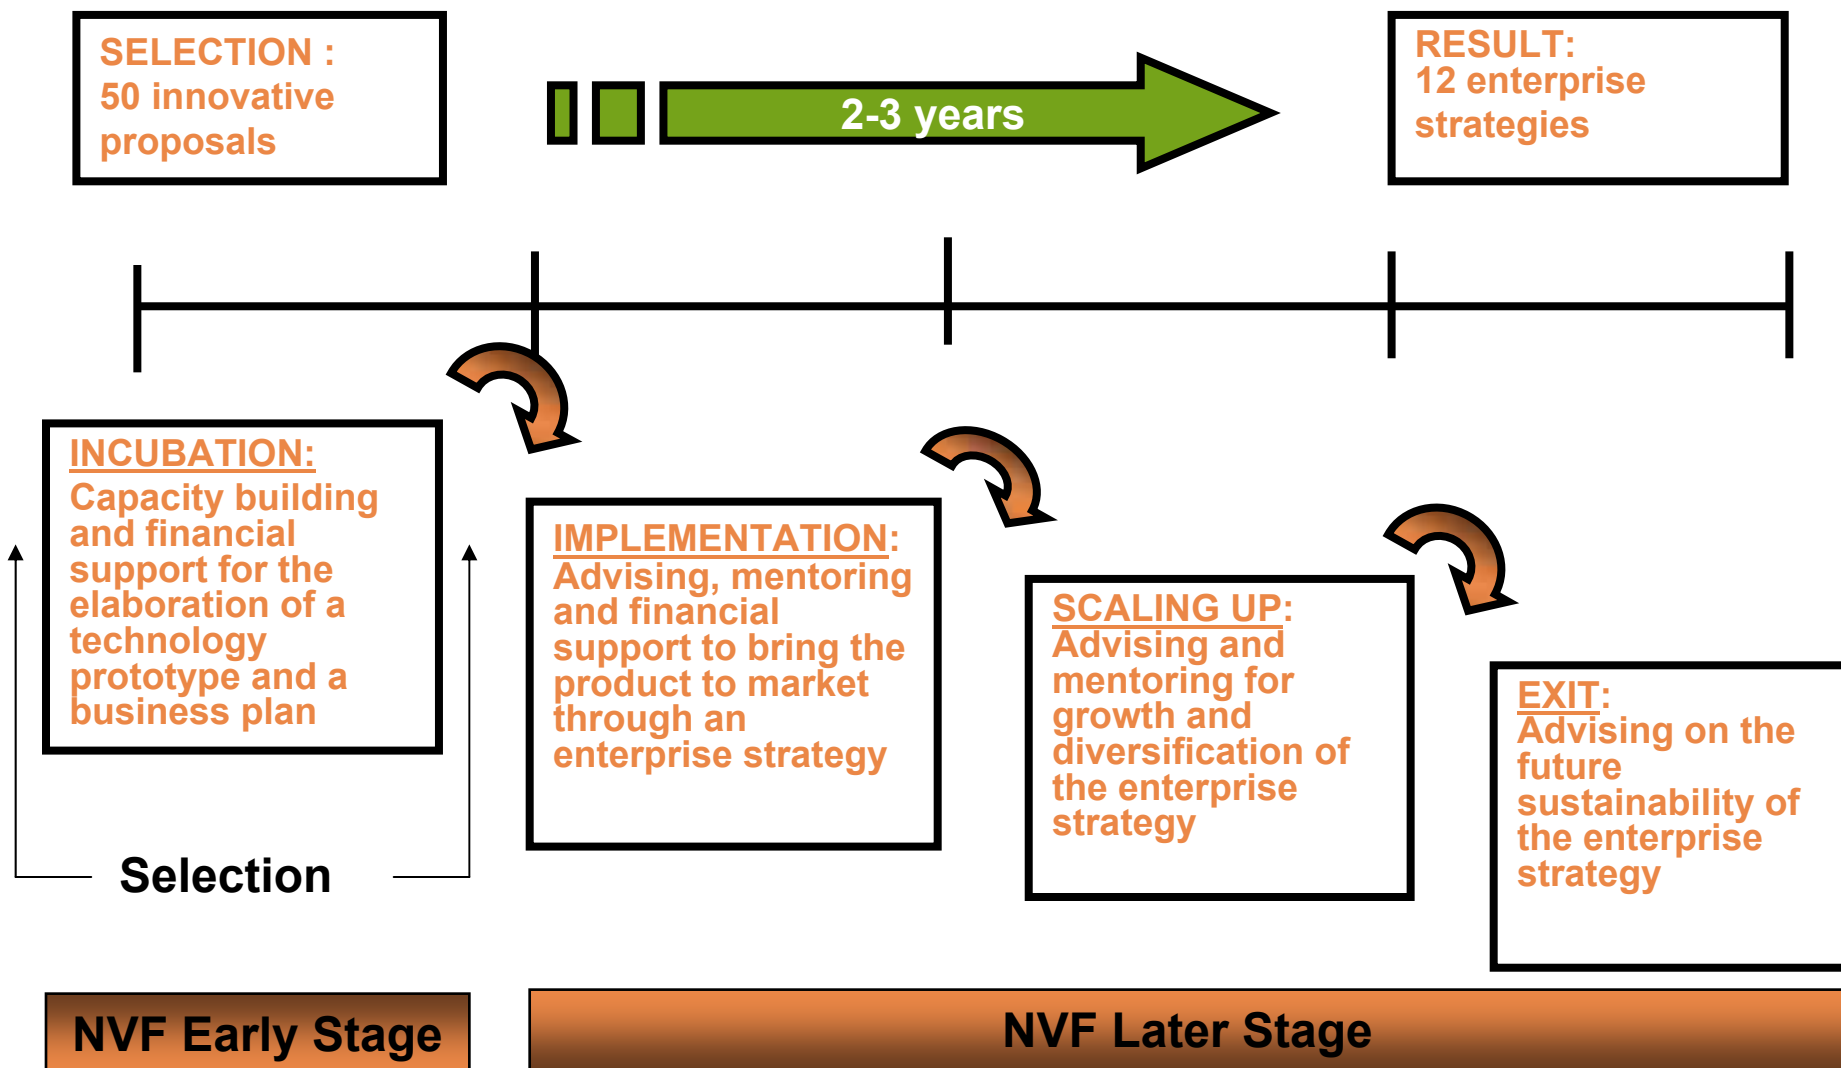 SELECTION :
50 innovative
proposals
2-3 years
RESULT:
12 enterprise
strategies
INCUBATION:
Capacity building
and financial
support for the
elaboration of a
technology
prototype and a
business plan
IMPLEMENTATION:
Advising, mentoring
and financial
support to bring the
product to market
through an
enterprise strategy
SCALING UP:
Advising and
mentoring for
growth and
diversification of
the enterprise
strategy
EXIT:
Advising on the
future
sustainability of
the enterprise
strategy
Selection
NVF Early Stage
NVF Later Stage